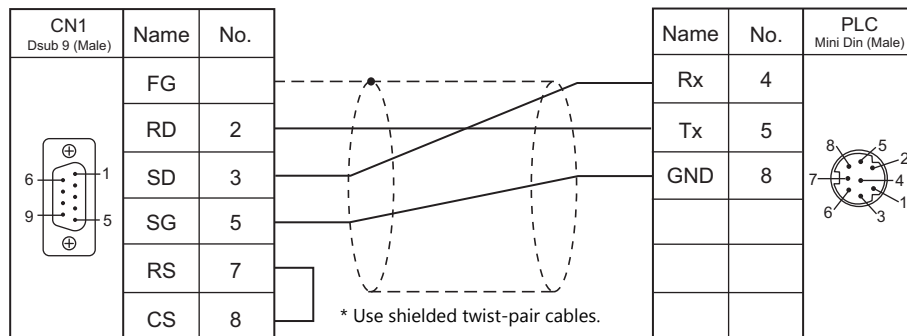 CN1
Dsub 9 (Male)
Name No.
FG
RD 2
SD 3
SG 5
RS 7
CS 8
6 1
9 5
* Use shielded twist-pair cables.
Name No.
PLC
Mini Din (Male)
Rx 4
Tx 5
GND 8
8 5
2
7 4
1
6 3